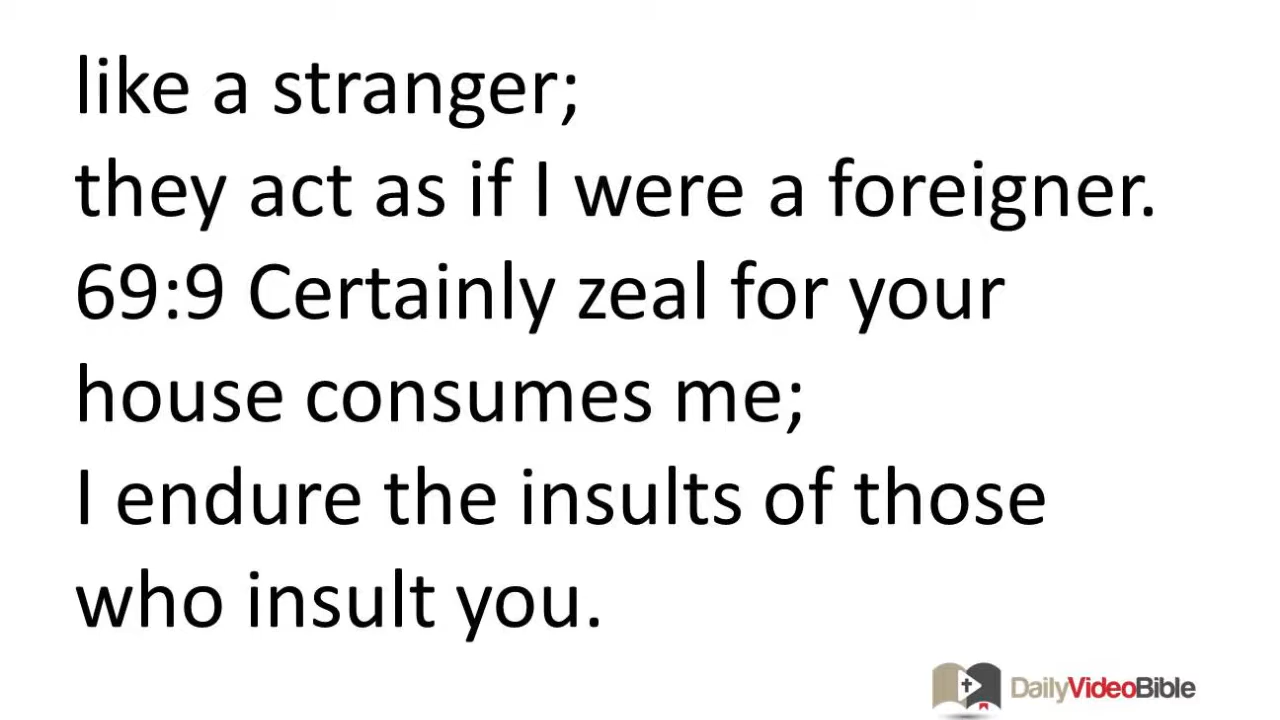 like a stranger;
they act as if I were a foreigner.
69:9 Certainly zeal for your
house consumes me;
I endure the insults of those
who insult you.
DailyVideoBible